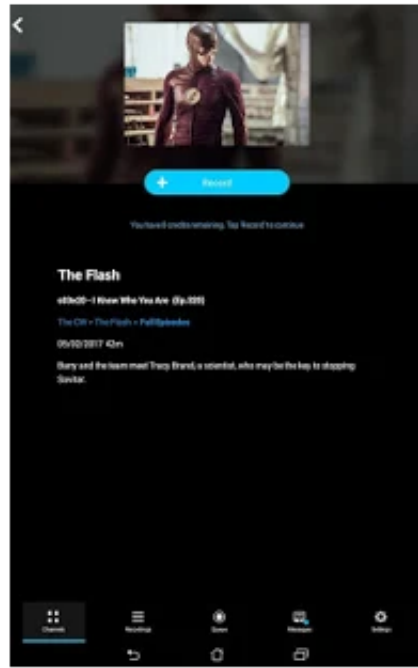 Record
You have 0 credits remaining. Tap 'Record' to continue
The Flash
s03e20 - I Know Who You Are (Ep.320)
The CW > The Flash > Full Episodes
05/02/2017 42m
Barry and the team meet Tracy Brand, a scientist, who may be the key to stopping
Savitar.
Channels
Recordings
Queue
Messages
Settings